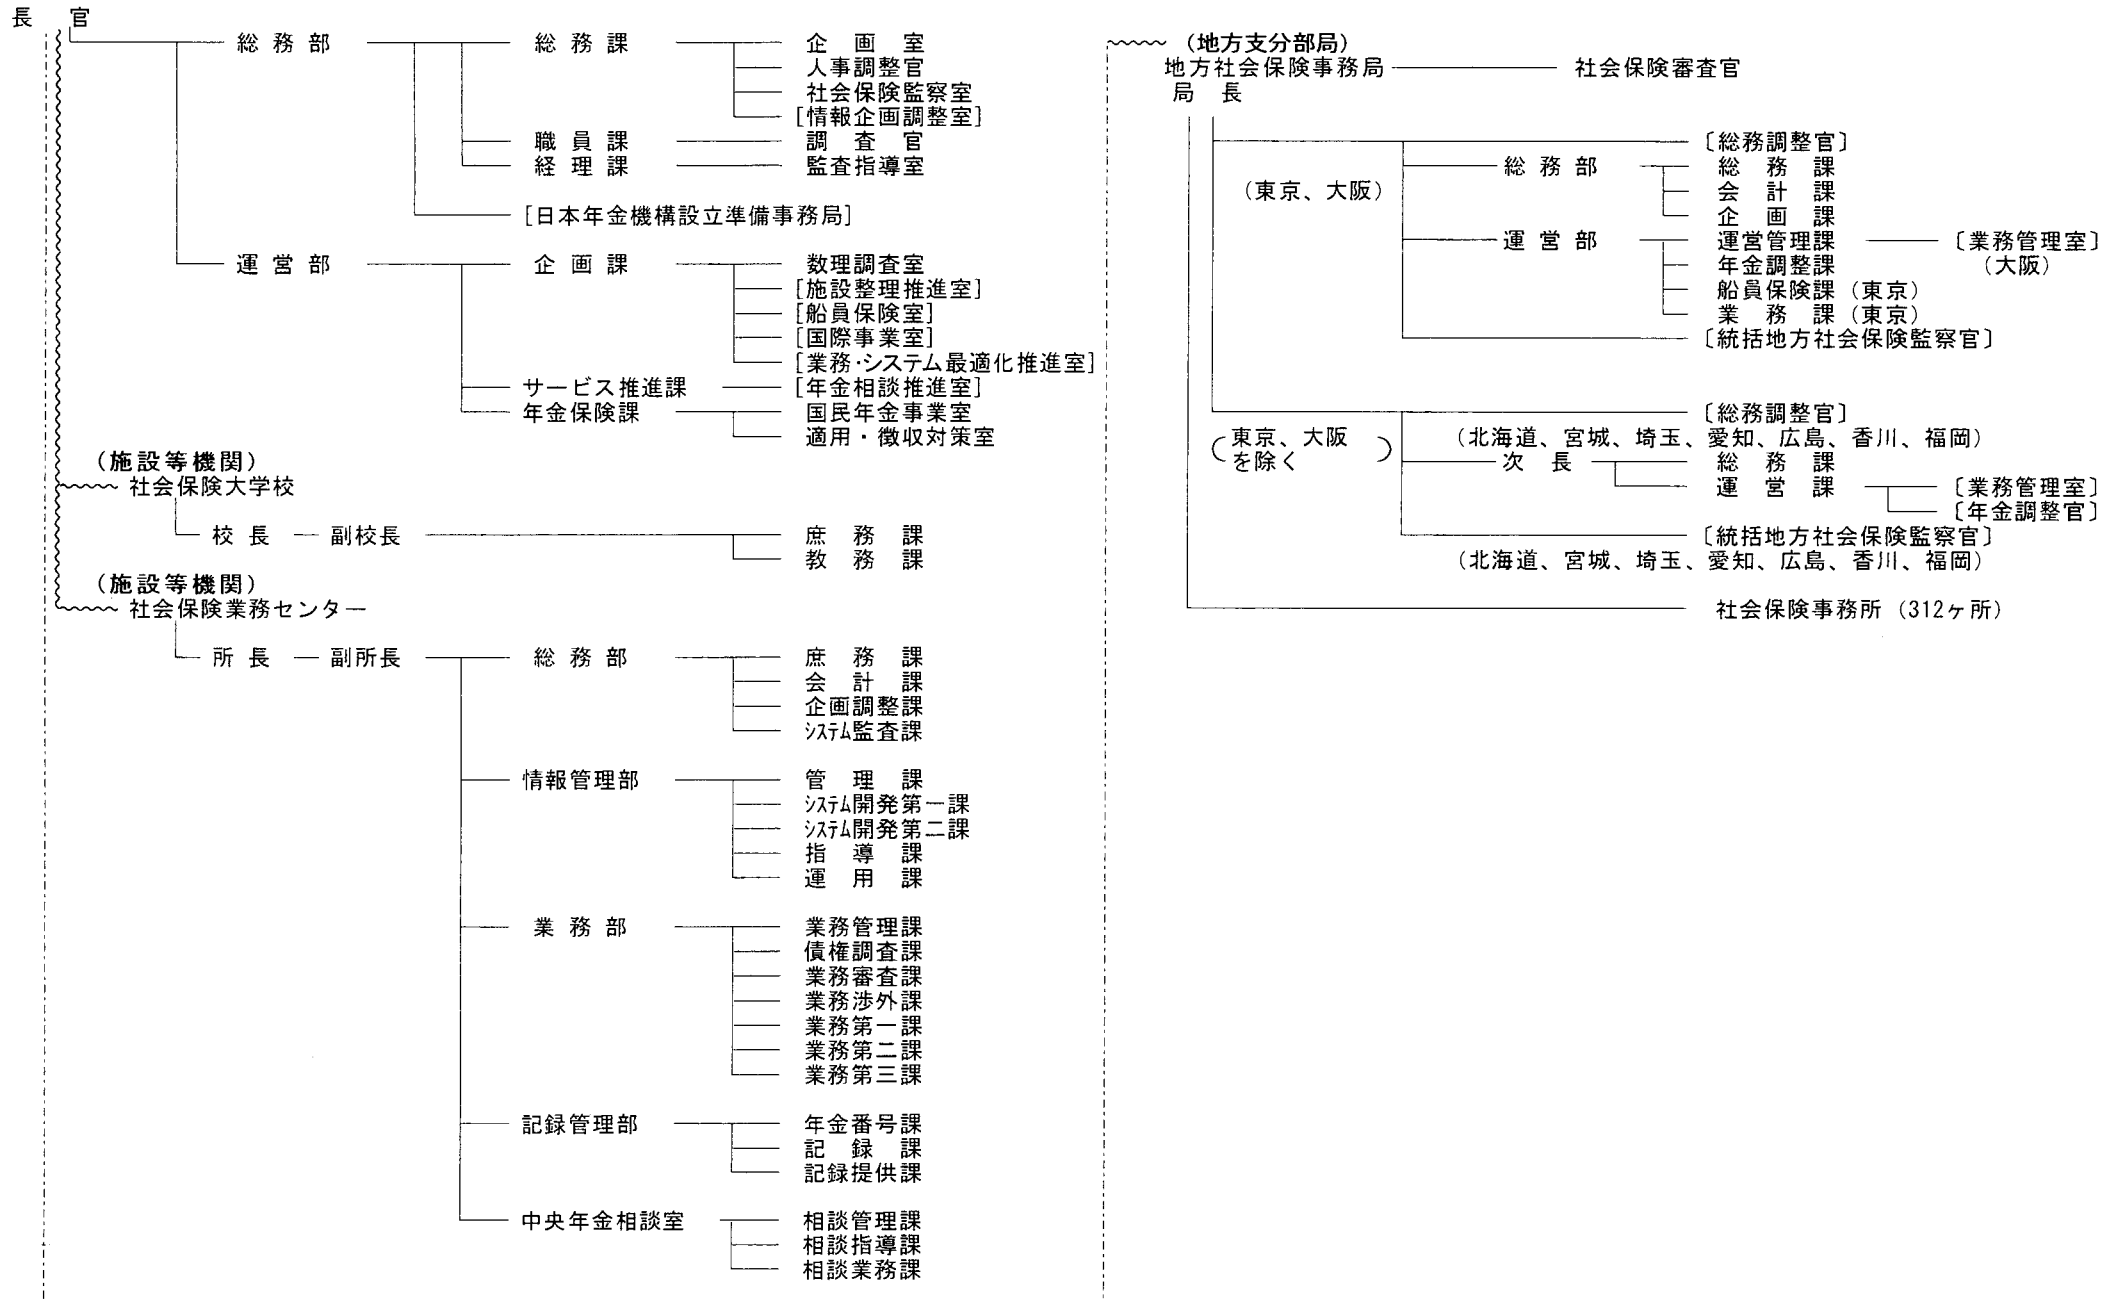 長 官
総務部 総務課 企画室
人事調整官
社会保険監察室
[情報企画調整室]
職員課 調査官
経理課 監査指導室
[日本年金機構設立準備事務局]
運営部 企画課 数理調査室
[施設整理推進室]
[船員保険室]
[国際事業室]
[業務・システム最適化推進室]
サービス推進課 [年金相談推進室]
年金保険課 国民年金事業室
適用・徴収対策室
(施設等機関)
社会保険大学校
校長 副校長 庶務課
教務課
(施設等機関)
社会保険業務センター
所長 副所長 総務部 庶務課
会計課
企画調整課
システム監査課
情報管理部 管理課
システム開発第一課
システム開発第二課
指導課
運用課
業務部 業務管理課
債権調査課
業務審査課
業務渉外課
業務第一課
業務第二課
業務第三課
記録管理部 年金番号課
記録課
記録提供課
中央年金相談室 相談管理課
相談指導課
相談業務課
(地方支分部局)
地方社会保険事務局 社会保険審査官
局 長
〔総務調整官〕
総務部 総務課
(東京、大阪) 会計課
企画課
運営部 運営管理課 〔業務管理室〕
年金調整課 (大阪)
船員保険課(東京)
業務課(東京)
〔統括地方社会保険監察官〕
〔総務調整官〕
(東京、大阪 (北海道、宮城、埼玉、愛知、広島、香川、福岡)
を除く) 次長 総務課
運営課 〔業務管理室〕
〔年金調整官〕
〔統括地方社会保険監察官〕
(北海道、宮城、埼玉、愛知、広島、香川、福岡)
社会保険事務所(312ヶ所)